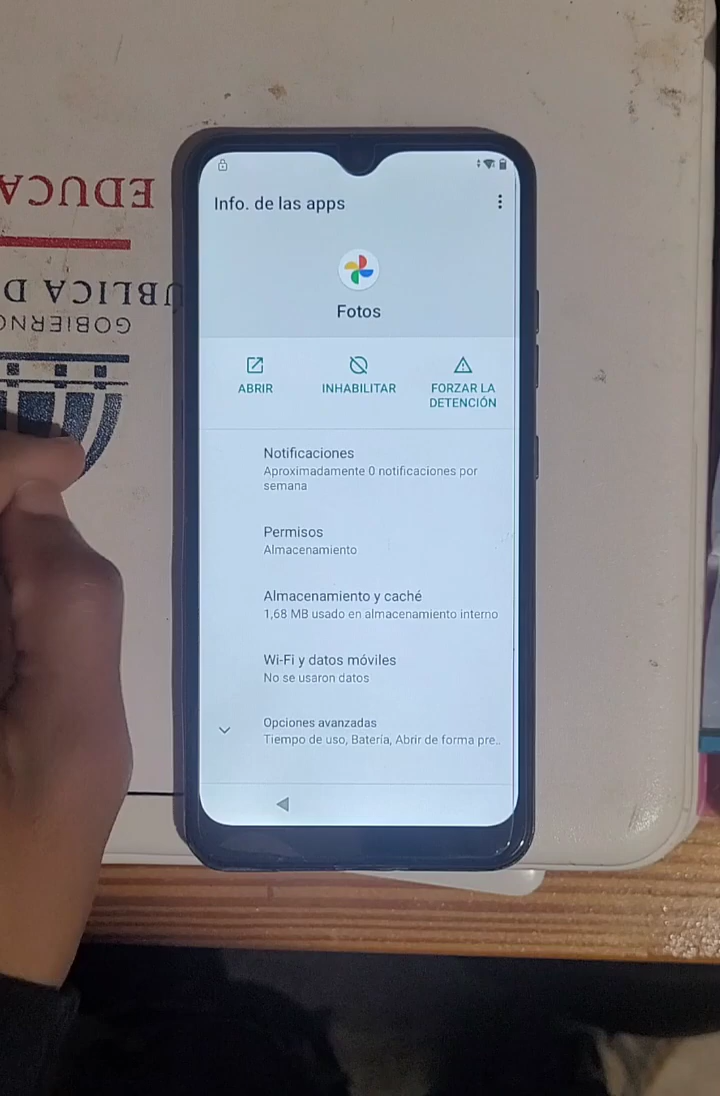 Info. de las apps
Fotos
ABRIR
INHABILITAR
FORZAR LA
DETENCIÓN
Notificaciones
Aproximadamente 0 notificaciones por
semana
Permisos
Almacenamiento
Almacenamiento y caché
1,68 MB usado en almacenamiento interno
Wi-Fi y datos móviles
No se usaron datos
Opciones avanzadas
Tiempo de uso, Batería, Abrir de forma pre..
GOBIERNO
ÚBLICA D
EDUCA